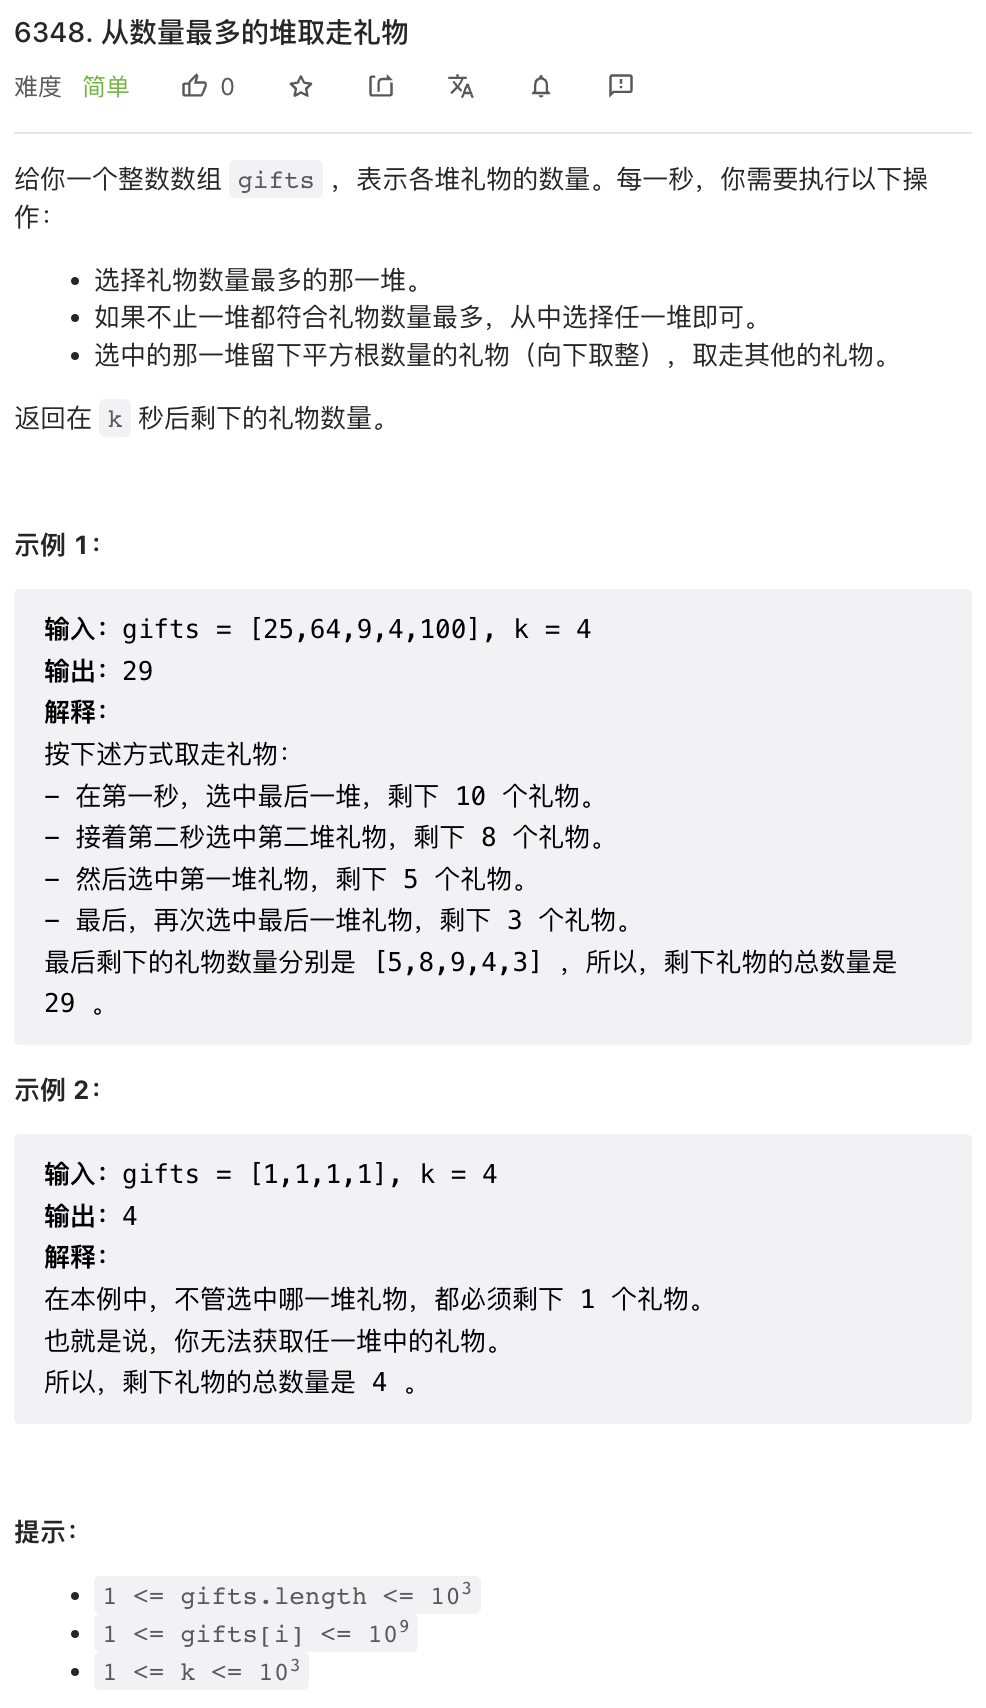 6348. 从数量最多的堆取走礼物
难度 简单 0
给你一个整数数组 gifts ，表示各堆礼物的数量。每一秒，你需要执行以下操
作：
• 选择礼物数量最多的那一堆。
• 如果不止一堆都符合礼物数量最多，从中选择任一堆即可。
• 选中的那一堆留下平方根数量的礼物（向下取整），取走其他的礼物。
返回在 k 秒后剩下的礼物数量。
示例 1：
输入：gifts = [25,64,9,4,100], k = 4
输出：29
解释：
按下述方式取走礼物：
- 在第一秒，选中最后一堆，剩下 10 个礼物。
- 接着第二秒选中第二堆礼物，剩下 8 个礼物。
- 然后选中第一堆礼物，剩下 5 个礼物。
- 最后，再次选中最后一堆礼物，剩下 3 个礼物。
最后剩下的礼物数量分别是 [5,8,9,4,3] ，所以，剩下礼物的总数量是
29 。
示例 2：
输入：gifts = [1,1,1,1], k = 4
输出：4
解释：
在本例中，不管选中哪一堆礼物，都必须剩下 1 个礼物。
也就是说，你无法获取任一堆中的礼物。
所以，剩下礼物的总数量是 4 。
提示：
• 1 <= gifts.length <= 10³
• 1 <= gifts[i] <= 10⁹
• 1 <= k <= 10³